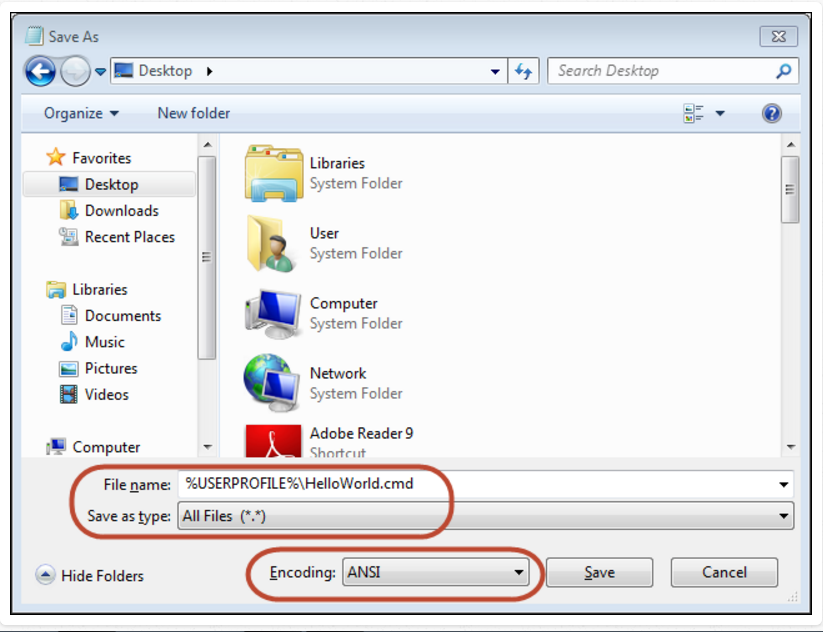 Save As
Desktop
Search Desktop
Organize New folder
Favorites
Desktop
Downloads
Recent Places
Libraries
Documents
Music
Pictures
Videos
Computer
Libraries
System Folder
User
System Folder
Computer
System Folder
Network
System Folder
Adobe Reader 9
Shortcut
File name: %USERPROFILE%\HelloWorld.cmd
Save as type: All Files (*.*)
Hide Folders Encoding: ANSI Save Cancel